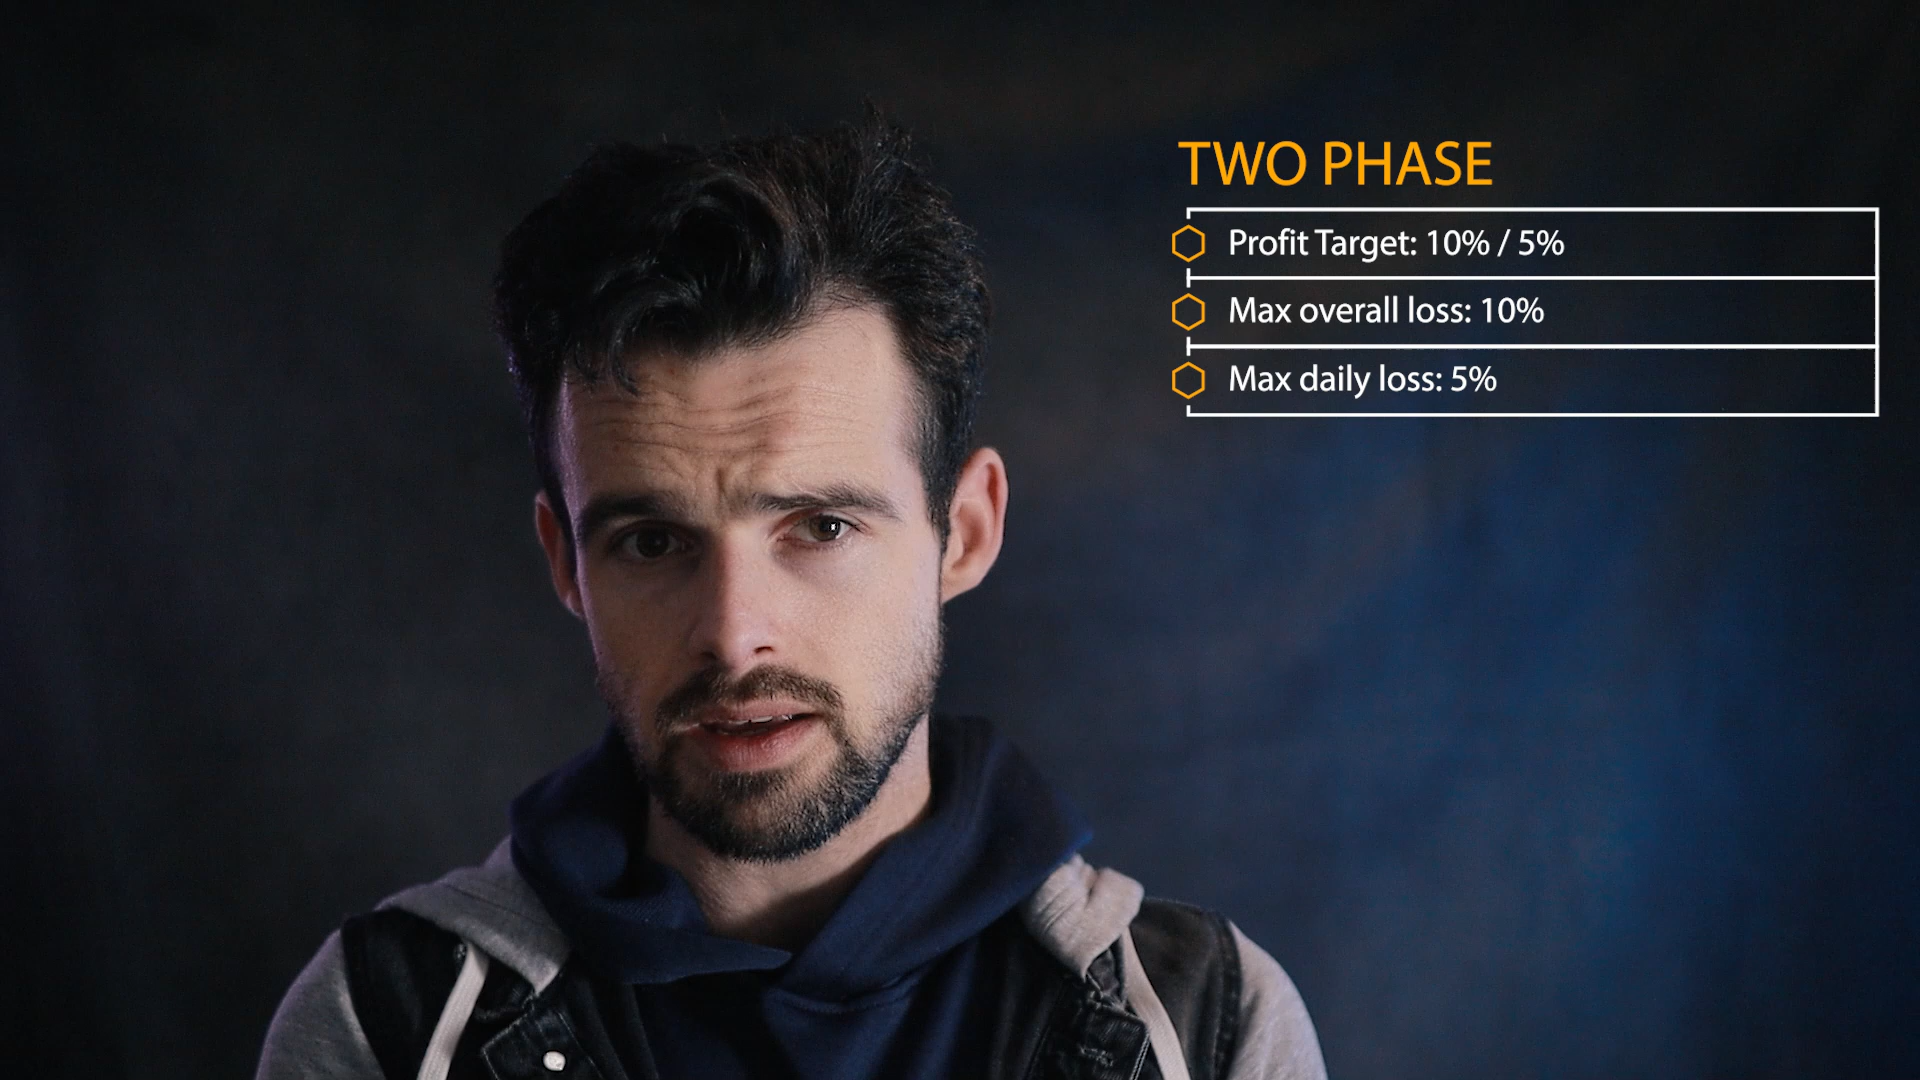 TWO PHASE
Profit Target: 10% / 5%
Max overall loss: 10%
Max daily loss: 5%